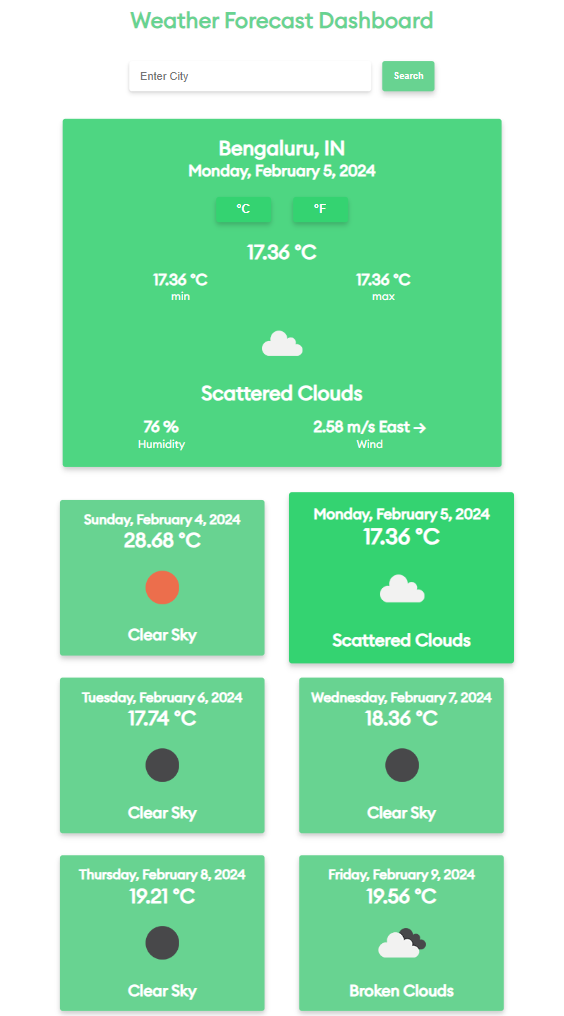 Weather Forecast Dashboard
Enter City
Search
Bengaluru, IN
Monday, February 5, 2024
°C °F
17.36 °C
17.36 °C 17.36 °C
min max
Scattered Clouds
76 % 2.58 m/s East →
Humidity Wind
Sunday, February 4, 2024
28.68 °C
Clear Sky
Monday, February 5, 2024
17.36 °C
Scattered Clouds
Tuesday, February 6, 2024
17.74 °C
Clear Sky
Wednesday, February 7, 2024
18.36 °C
Clear Sky
Thursday, February 8, 2024
19.21 °C
Clear Sky
Friday, February 9, 2024
19.56 °C
Broken Clouds